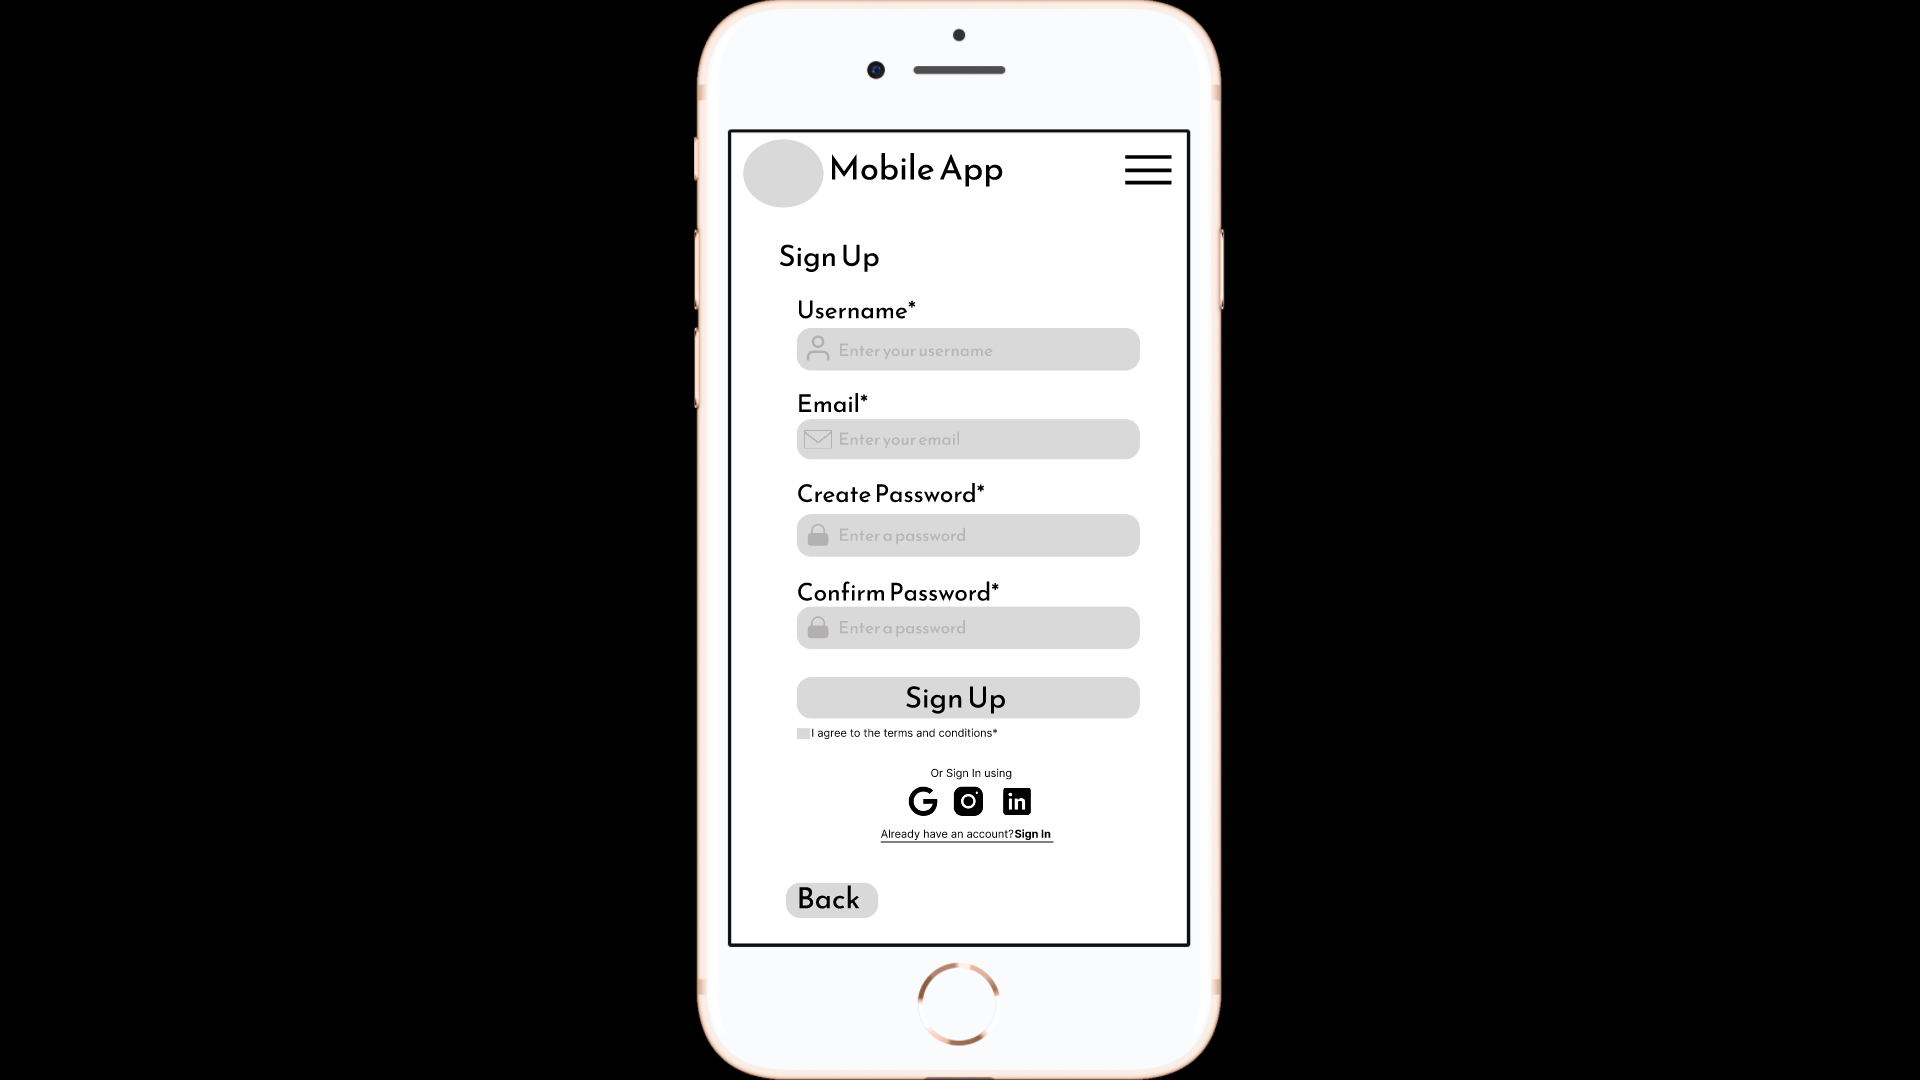 Mobile App
Sign Up
Username*
Enter your username
Email*
Enter your email
Create Password*
Enter a password
Confirm Password*
Enter a password
Sign Up
I agree to the terms and conditions*
Or Sign In using
G in
Already have an account? Sign In
Back